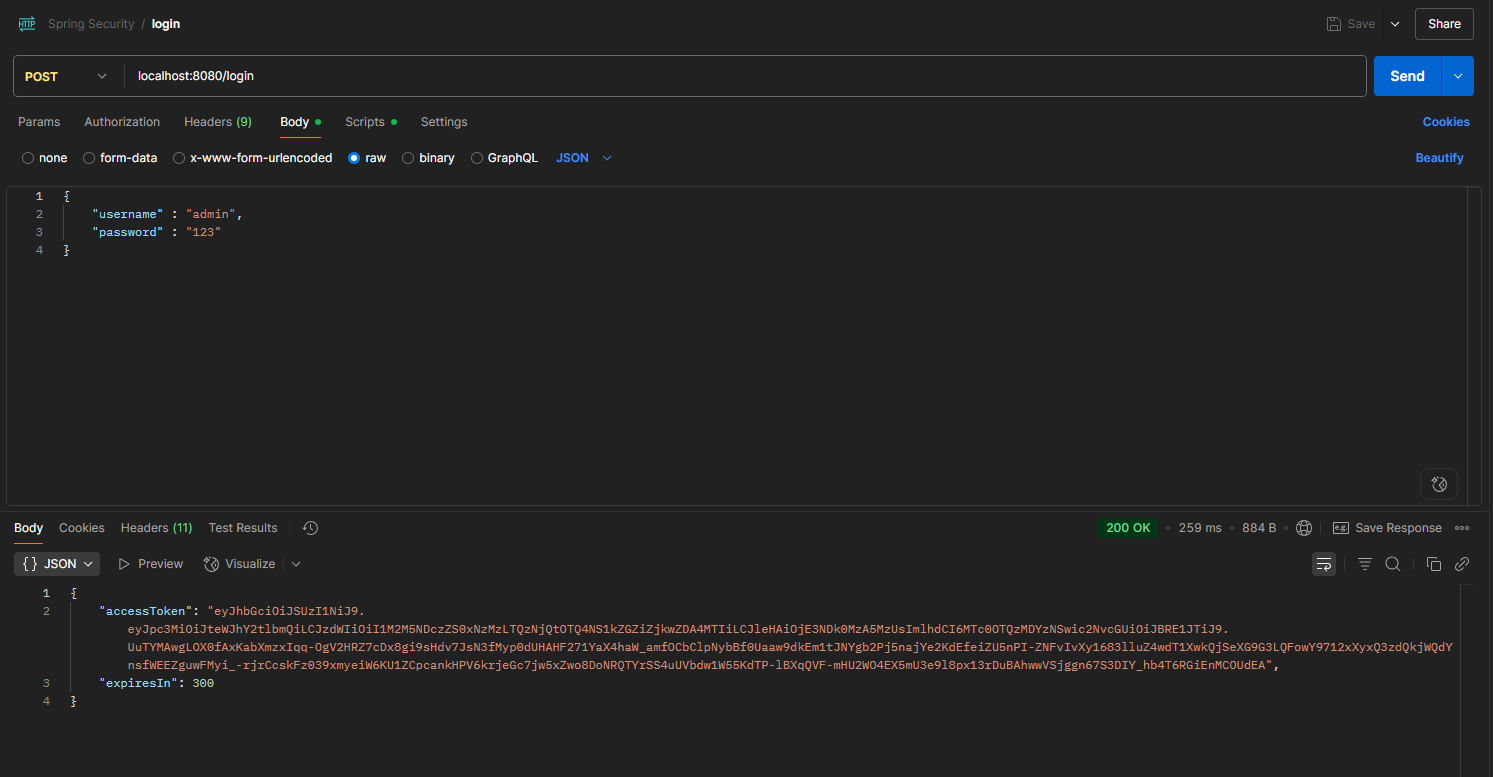 HTTP Spring Security / login
Save
Share
POST
localhost:8080/login
Send
Params Authorization Headers (9) Body Scripts Settings
Cookies
none form-data x-www-form-urlencoded raw binary GraphQL JSON
Beautify
1 {
2 "username" : "admin",
3 "password" : "123"
4 }
Body Cookies Headers (11) Test Results
200 OK • 259 ms • 884 B •
e.g. Save Response
{} JSON Preview Visualize
1 {
2 "accessToken": "eyJhbGciOiJSUzI1NiJ9.
eyJpc3MiOiJteWJhY2tlbmQiLCJzdWIiOiI1M2M5NDczZS0xNzMzLTQzNjQtOTQ4NS1kZGZiZjkwZDA4MTIiLCJleHAiOjE3NDk0MzA5MzUsImlhdCI6MTc0OTQzMDYzNSwic2NvcGUiOiJBRE1JTiJ9.
UuTYMAwgLOX0fAxKabXmzxIqq-OgV2HRZ7cDx8gi9sHdv7JsN3fMyp0dUHAHF271YaX4haW_amfOCbClpNybBf0Uaaw9dkEm1tJNYgb2Pj5najYe2KdEfeiZU5nPI-ZNFvIvXy1683lluZ4wdT1XwkQjSeXG9G3LQFowY9712xXyxQ3zdQkjWQdY
nsfWEEZguwFMyi_-rjrCcskFz039xmyeiW6KU1ZCpcankHPV6krjeGc7jw5xZwo8DoNRQTYrSS4uUVbdw1W55KdTP-lBXqQVF-mHU2WO4EX5mU3e9l8px13rDuBAhwwVSjggn67S3DIY_hb4T6RGiEnMCOUdEA",
3 "expiresIn": 300
4 }